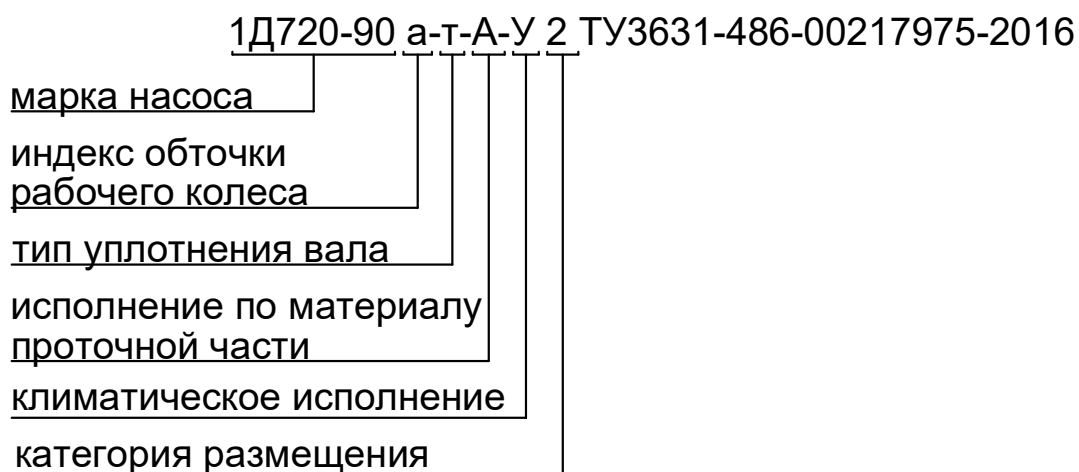 1Д720-90 а-т-А-У 2 ТУ3631-486-00217975-2016
марка насоса
индекс обточки
рабочего колеса
тип уплотнения вала
исполнение по материалу
проточной части
климатическое исполнение
категория размещения